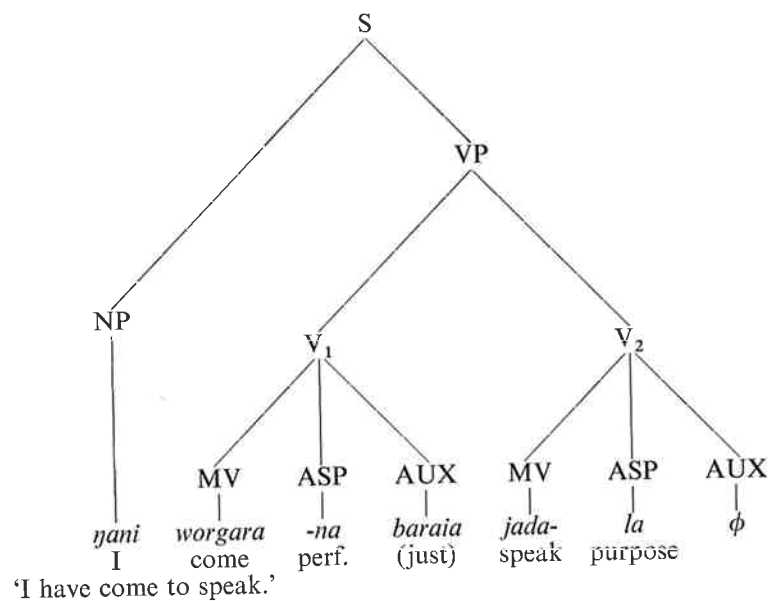 S
VP
NP
V₁ V₂
MV ASP AUX MV ASP AUX
ŋani worgara -na baraia jada- la ϕ
I come perf. (just) speak purpose
‘I have come to speak.’